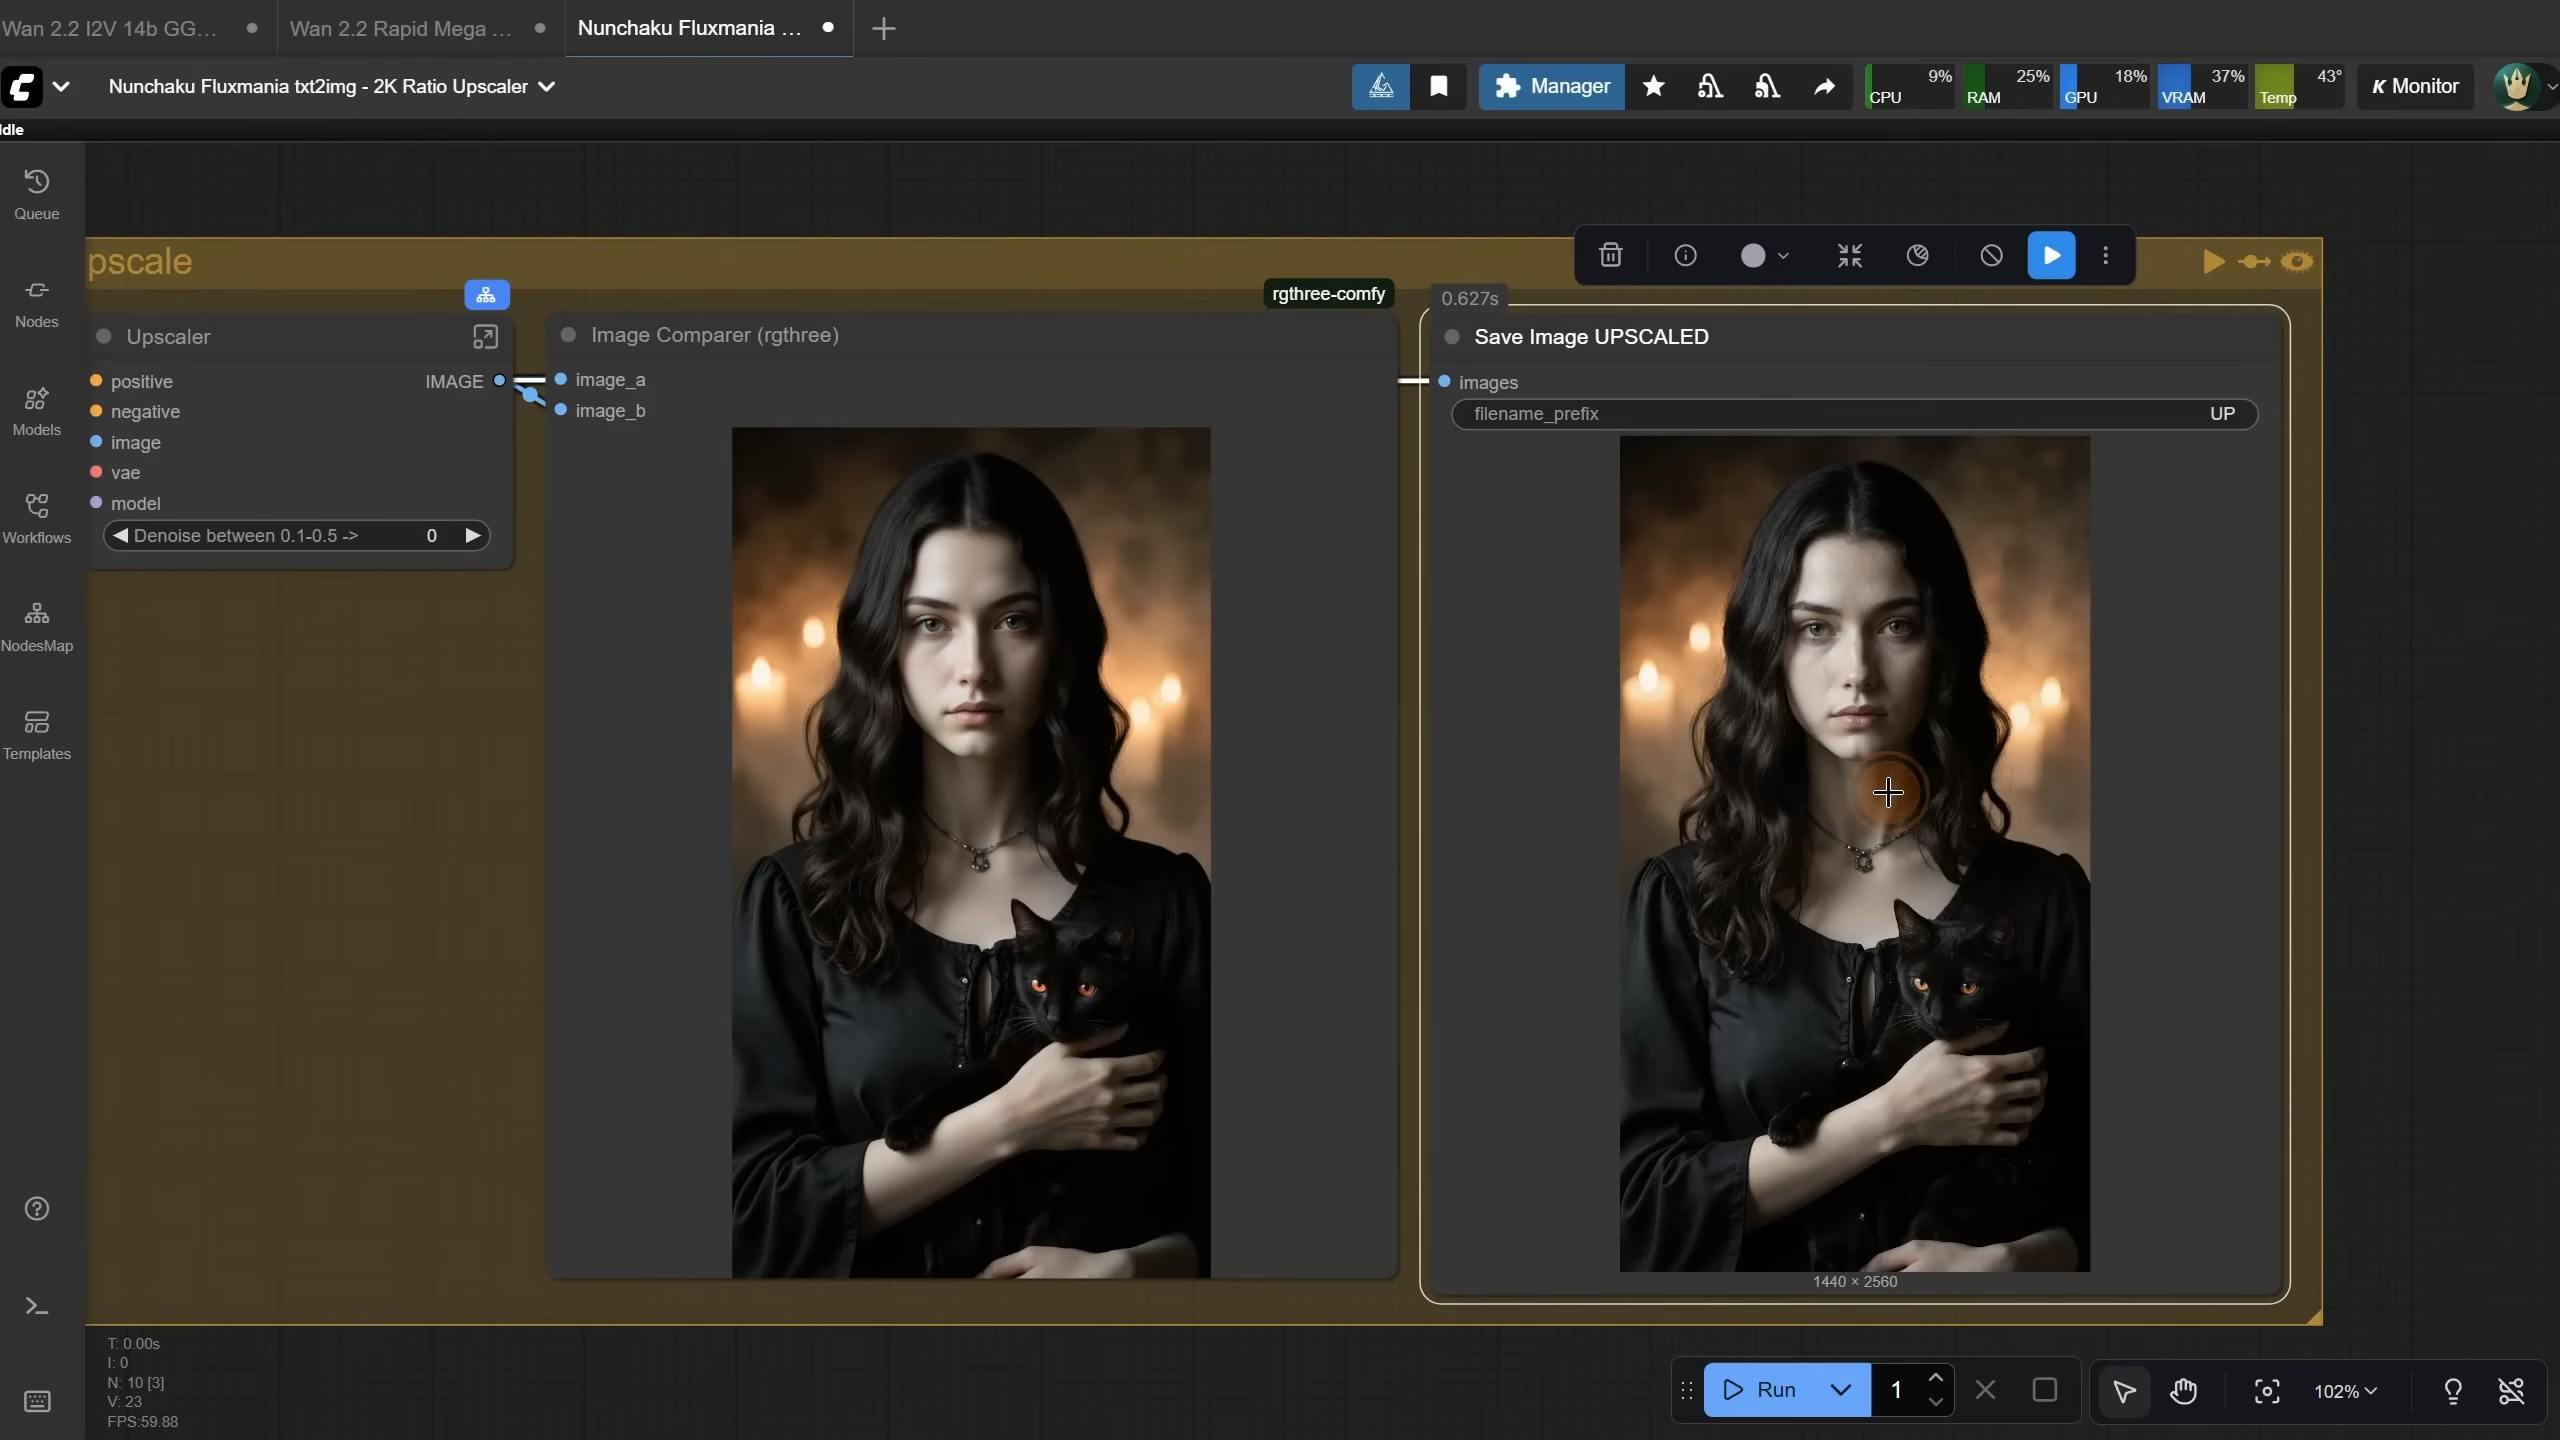 Wan 2.2 I2V 14b GG...
Wan 2.2 Rapid Mega ...
Nunchaku Fluxmania ...
Nunchaku Fluxmania txt2img - 2K Ratio Upscaler
Manager
CPU 9%
RAM 25%
GPU 18%
VRAM 37%
Temp 43°
K Monitor
Idle
Queue
Nodes
Models
Workflows
NodesMap
Templates
pscale
rgthree-comfy
0.627s
Upscaler
positive
IMAGE
negative
image
vae
model
Denoise between 0.1-0.5 -> 0
Image Comparer (rgthree)
image_a
image_b
Save Image UPSCALED
images
filename_prefix UP
1440 × 2560
T: 0.00s
I: 0
N: 10 [3]
V: 23
FPS:59.88
Run
1
102%